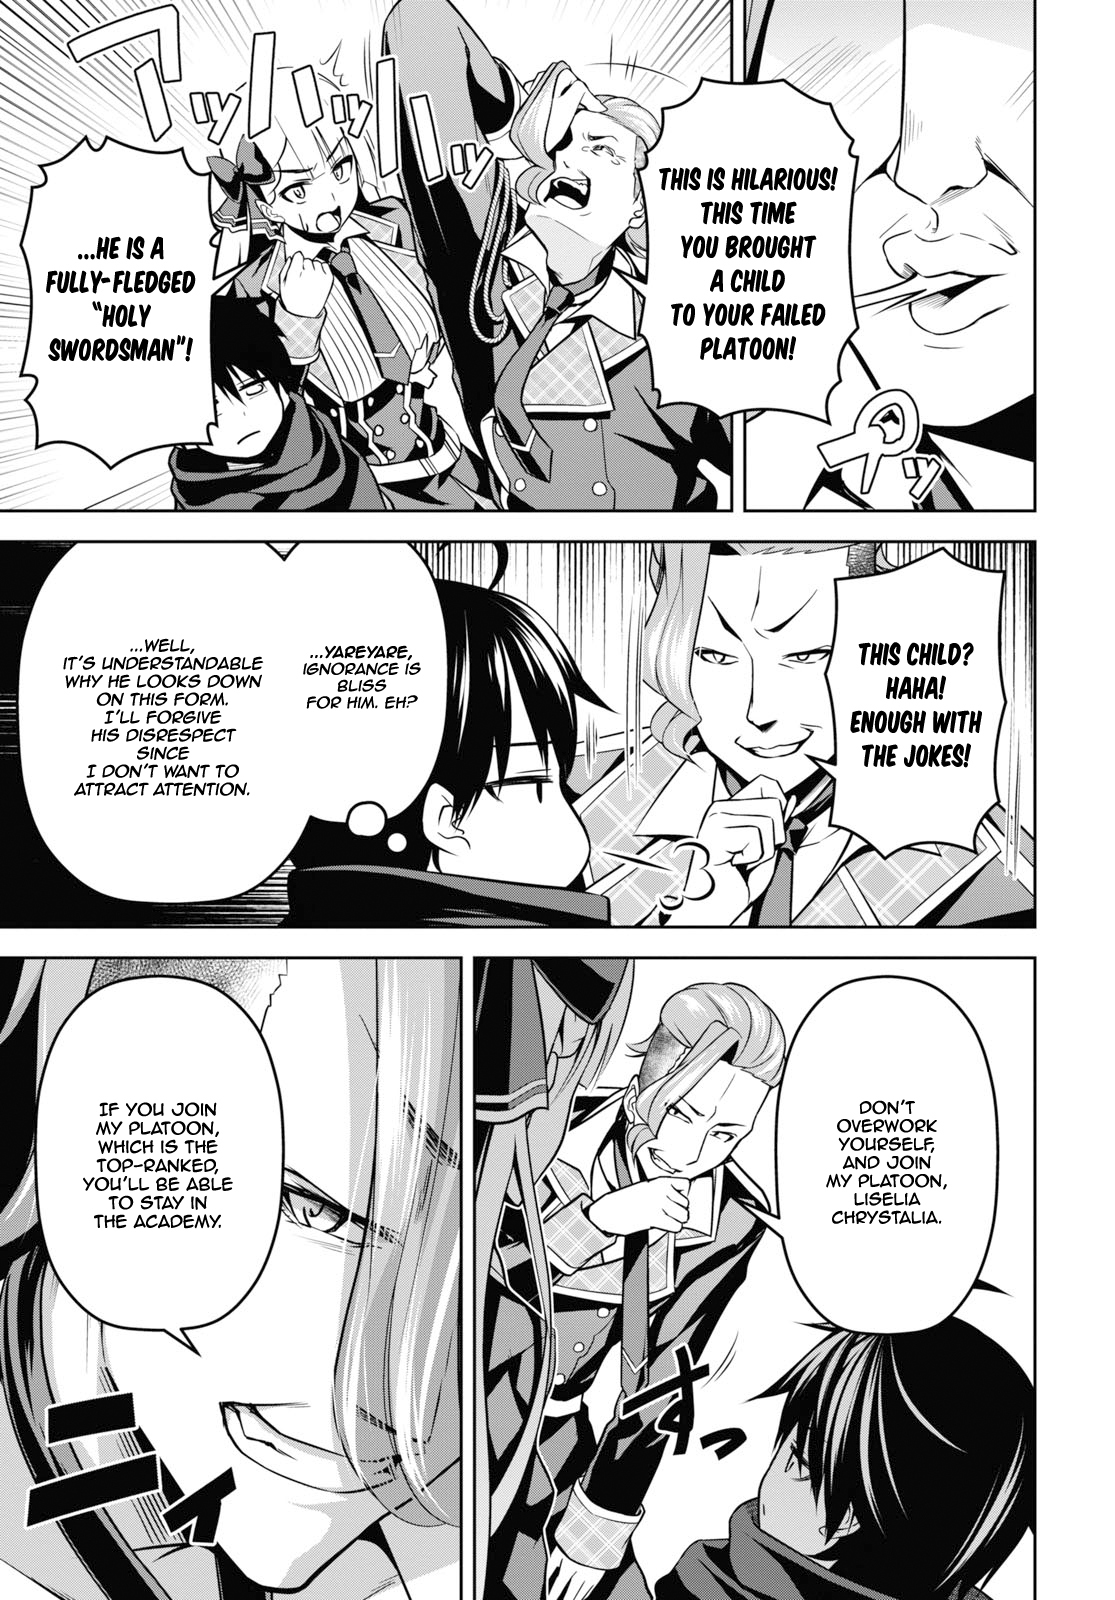 プッ
THIS IS HILARIOUS!
THIS TIME
YOU BROUGHT
A CHILD
TO YOUR FAILED
PLATOON!
アッハッハッハッ
...HE IS A
FULLY-FLEDGED
"HOLY
SWORDSMAN"!
THIS CHILD?
HAHA!
ENOUGH WITH
THE JOKES!
...YAREYARE,
IGNORANCE IS
BLISS
FOR HIM. EH?
...WELL,
IT'S UNDERSTANDABLE
WHY HE LOOKS DOWN
ON THIS FORM.
I'LL FORGIVE
HIS DISRESPECT
SINCE
I DON'T WANT TO
ATTRACT ATTENTION.
DON'T
OVERWORK
YOURSELF,
AND JOIN
MY PLATOON,
LISELIA
CHRYSTALIA.
すっ
IF YOU JOIN
MY PLATOON,
WHICH IS THE
TOP-RANKED,
YOU'LL BE ABLE
TO STAY IN
THE ACADEMY.
ニヤ